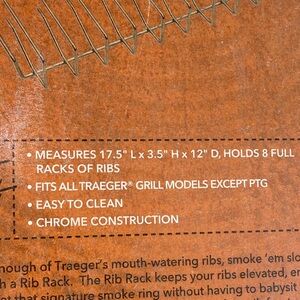 • MEASURES 17.5" L x 3.5" H x 12" D, HOLDS 8 FULL
RACKS OF RIBS
• FITS ALL TRAEGER® GRILL MODELS EXCEPT PTG
• EASY TO CLEAN
• CHROME CONSTRUCTION
nough of Traeger's mouth-watering ribs, smoke 'em slo
h a Rib Rack. The Rib Rack keeps your ribs elevated, en
t that signature smoke ring without having to babysit